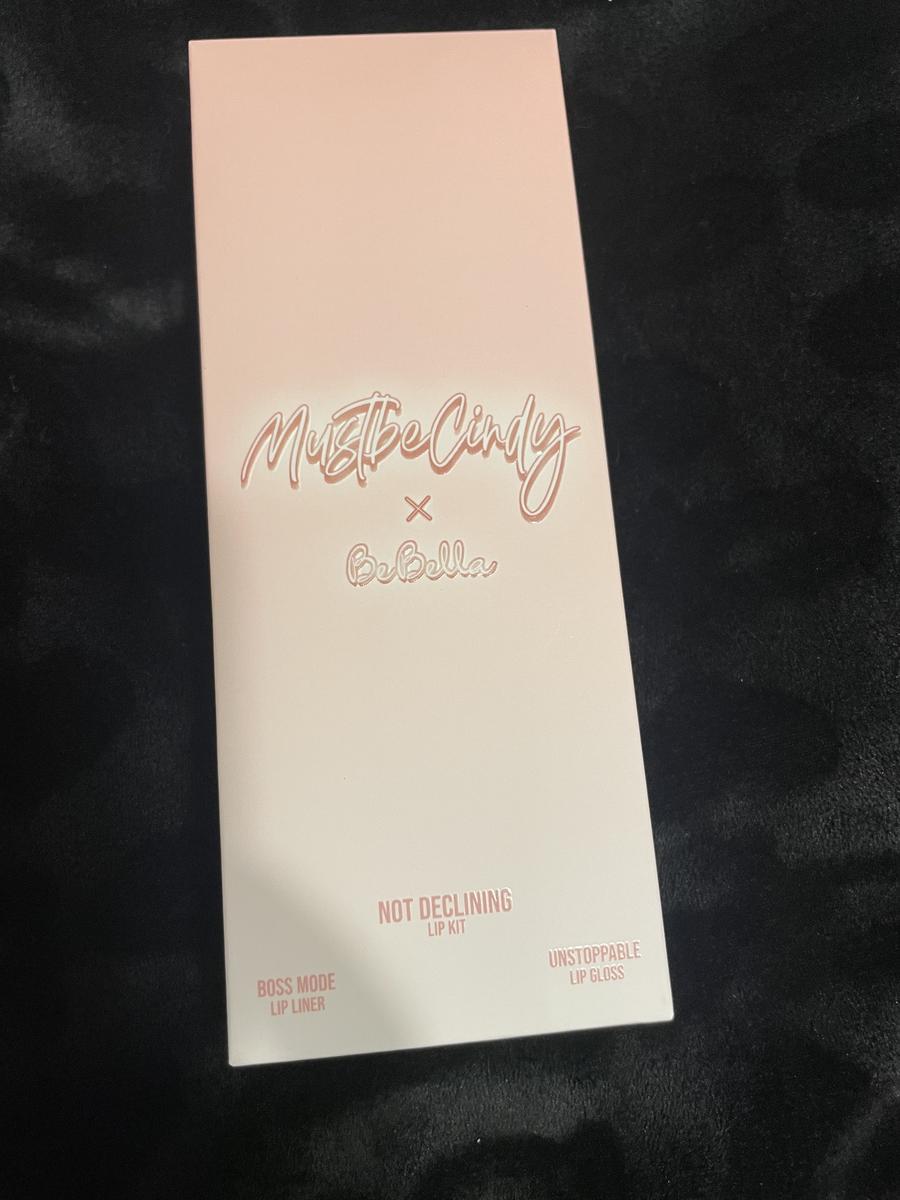 MustbeCindy
×
BeBella
NOT DECLINING
LIP KIT
BOSS MODE
LIP LINER
UNSTOPPABLE
LIP GLOSS